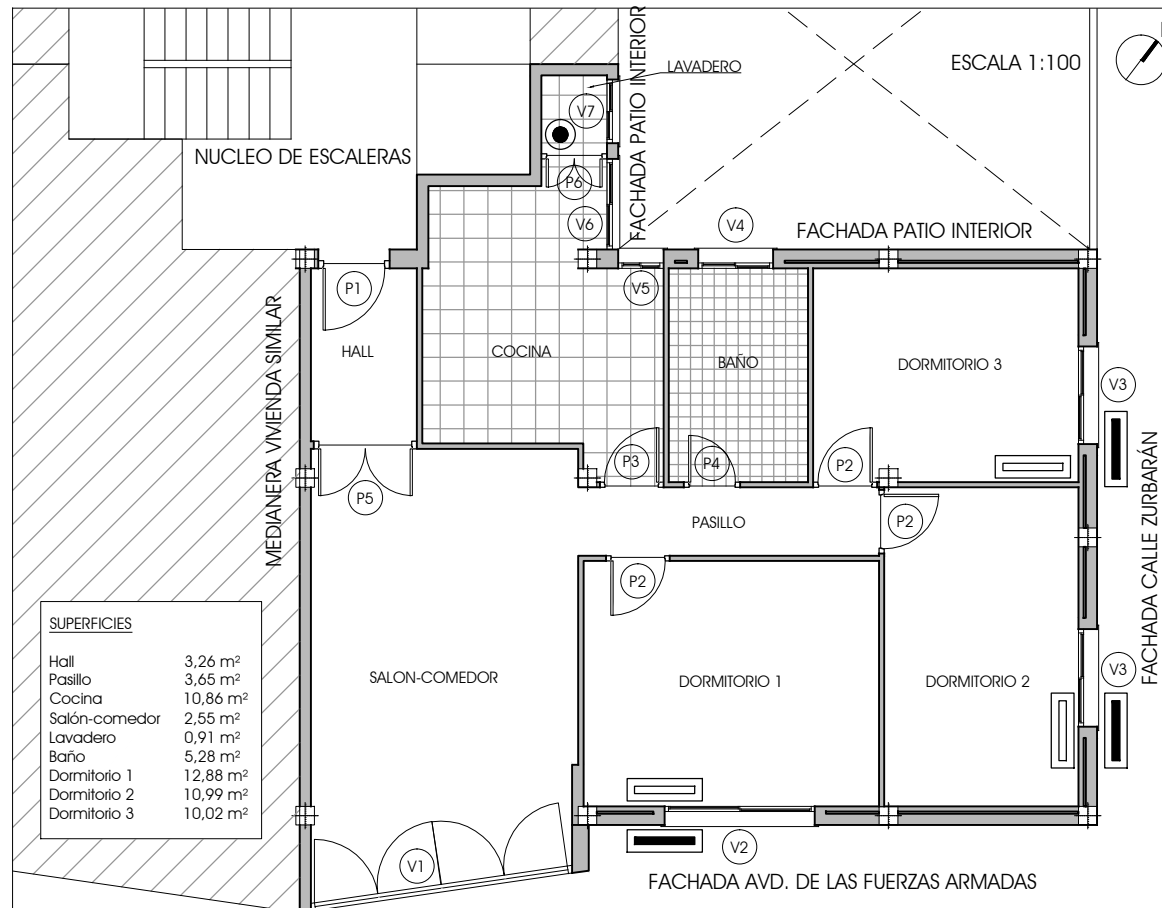 FACHADA PATIO INTERIOR
LAVADERO
ESCALA 1:100
V7
NUCLEO DE ESCALERAS
P6
V6
V4
FACHADA PATIO INTERIOR
P1
V5
MEDIANERA VIVIENDA SIMILAR
HALL
COCINA
BAÑO
DORMITORIO 3
V3
P3
P4
P2
P5
PASILLO
P2
FACHADA CALLE ZURBARÁN
P2
SUPERFICIES
Hall 3,26 m²
Pasillo 3,65 m²
Cocina 10,86 m²
Salón-comedor 2,55 m²
Lavadero 0,91 m²
Baño 5,28 m²
Dormitorio 1 12,88 m²
Dormitorio 2 10,99 m²
Dormitorio 3 10,02 m²
SALON-COMEDOR
DORMITORIO 1
DORMITORIO 2
V3
V1
V2
FACHADA AVD. DE LAS FUERZAS ARMADAS